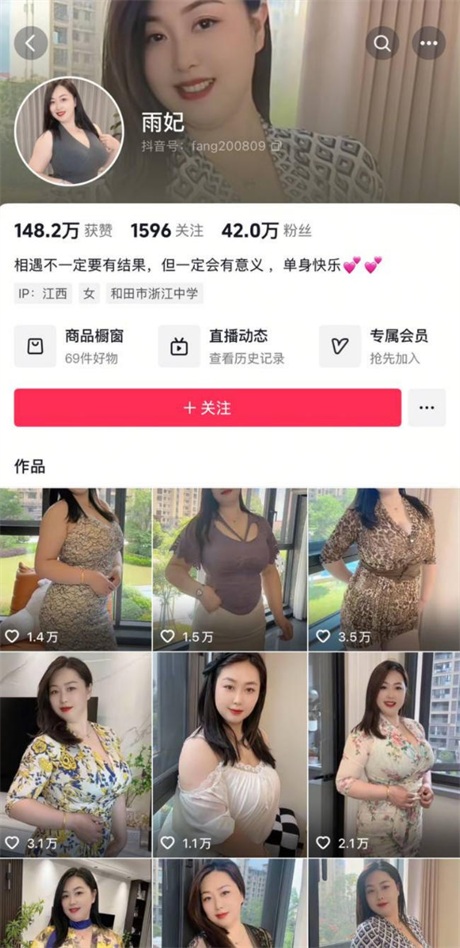 雨妃
抖音号：fang200809
148.2万 获赞 1596 关注 42.0万 粉丝
相遇不一定要有结果，但一定会有意义，单身快乐💕 💕
IP：江西 女 和田市浙江中学
商品橱窗 直播动态 专属会员
69件好物 查看历史记录 抢先加入
＋关注
作品
1.4万 1.5万 3.5万
3.1万 1.1万 2.1万